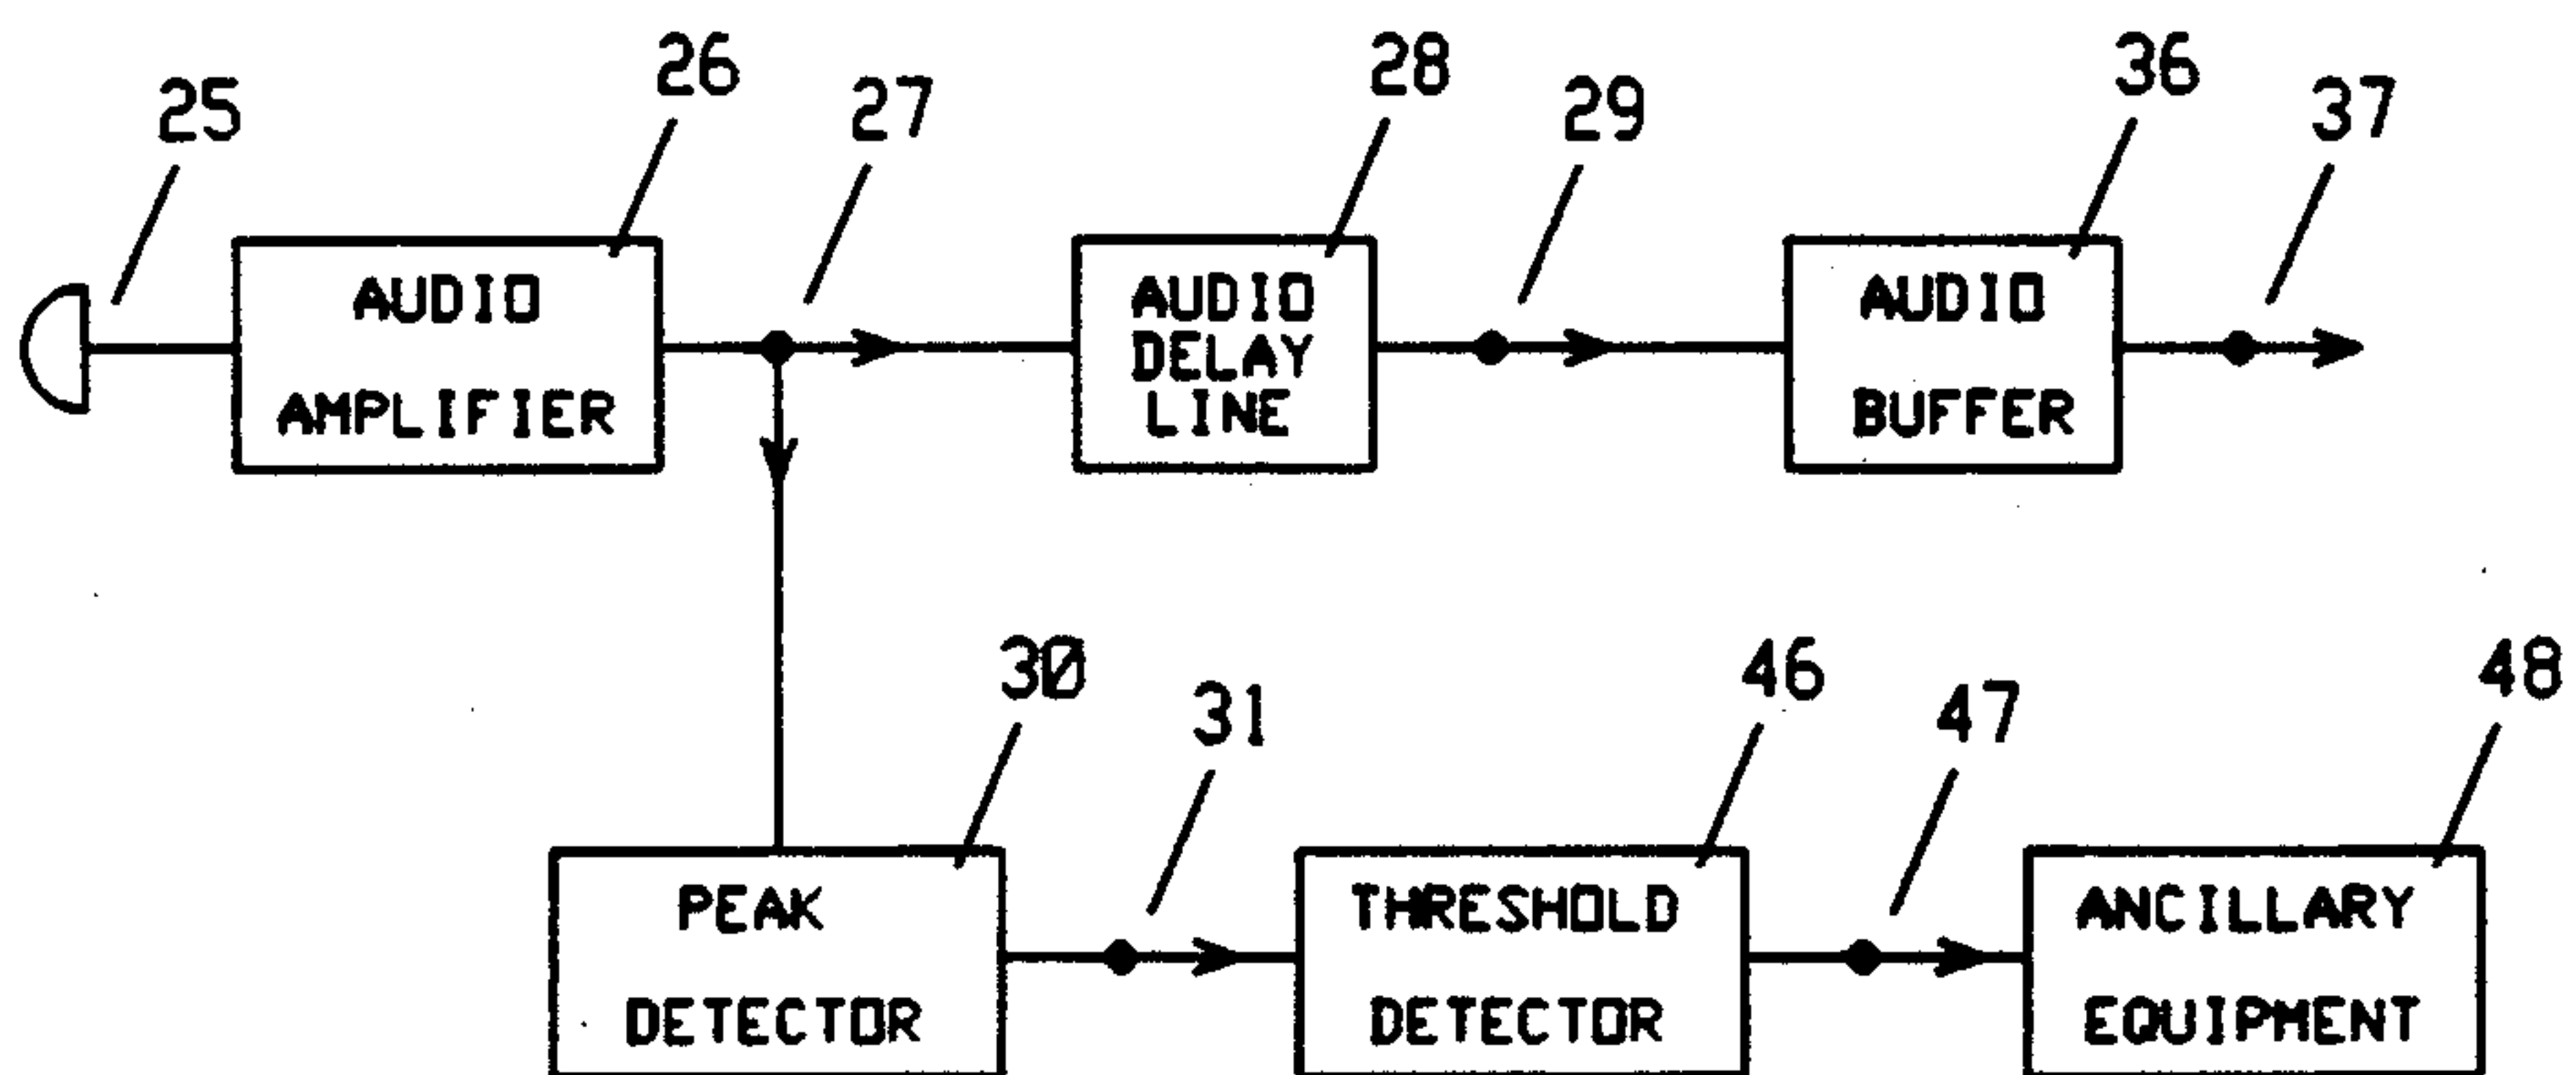 26
28
36
25
27
29
37
AUDIO
AMPLIFIER
AUDIO
DELAY
LINE
AUDIO
BUFFER
30
46
48
31
47
PEAK
DETECTOR
THRESHOLD
DETECTOR
ANCILLARY
EQUIPMENT